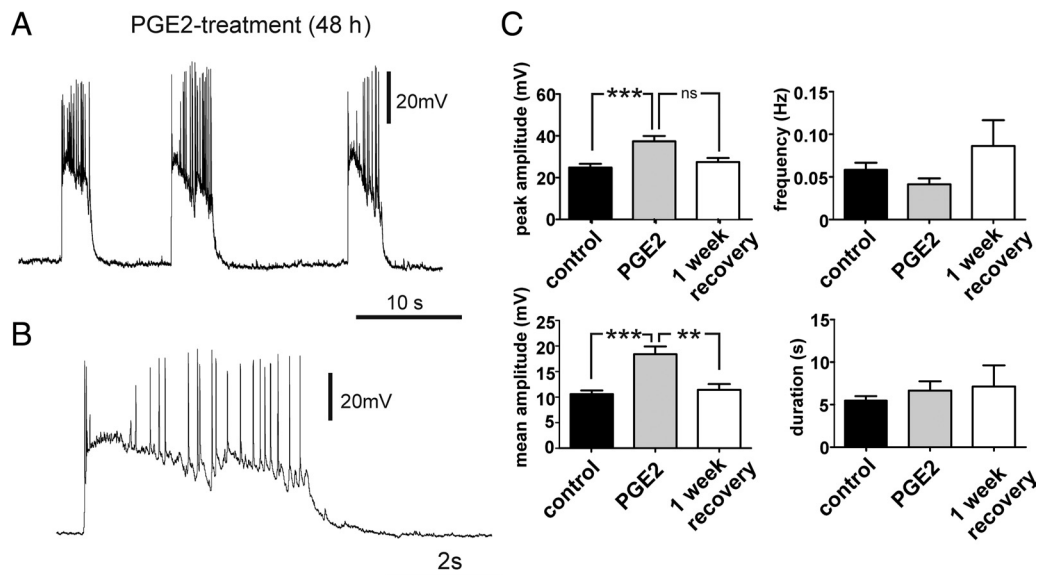 A
PGE2-treatment (48 h)
20mV
10 s
B
20mV
2s
C
peak amplitude (mV)
60
40
20
0
***
ns
control
PGE2
1 week
recovery
frequency (Hz)
0.15
0.10
0.05
0
control
PGE2
1 week
recovery
mean amplitude (mV)
25
20
15
10
5
0
***
**
control
PGE2
1 week
recovery
duration (s)
15
10
5
0
control
PGE2
1 week
recovery